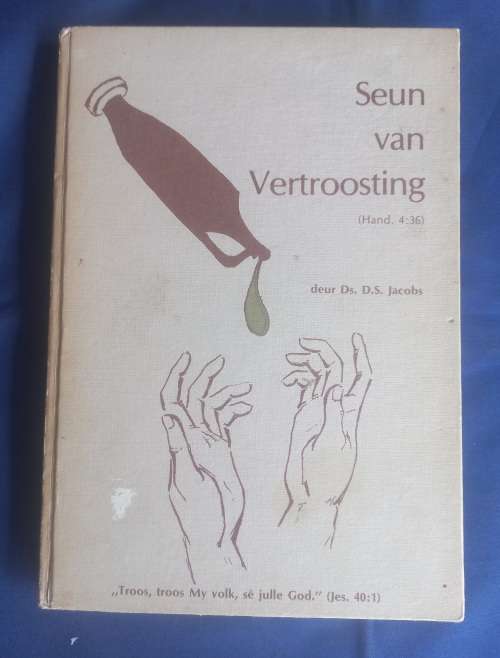 Seun
van
Vertroosting
(Hand. 4:36)
deur Ds. D.S. Jacobs
„Troos, troos My volk, sê julle God." (Jes. 40:1)